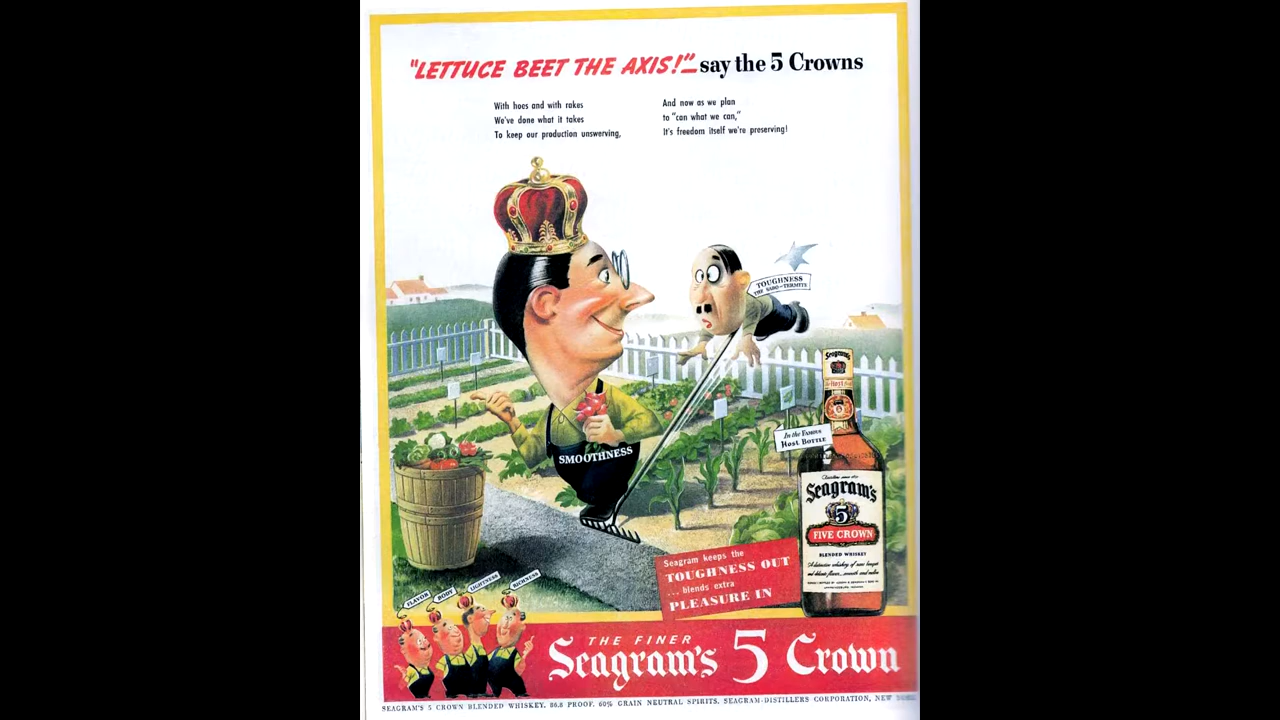 "LETTUCE BEET THE AXIS!"— say the 5 Crowns
With hoes and with rakes
We've done what it takes
To keep our production unswerving,
And now as we plan
to "can what we can,"
It's freedom itself we're preserving!
TOUGHNESS
THE SABO-TERMITE
SMOOTHNESS
Seagram's
In the Famous
Host Bottle
Seagram's
5
FIVE CROWN
BLENDED WHISKEY
Seagram keeps the
TOUGHNESS OUT
... blends extra
PLEASURE IN
FLAVOR
BODY
LIGHTNESS
RICHNESS
THE FINER
Seagram's 5 Crown
SEAGRAM'S 5 CROWN BLENDED WHISKEY. 86.8 PROOF. 60% GRAIN NEUTRAL SPIRITS. SEAGRAM-DISTILLERS CORPORATION, NEW